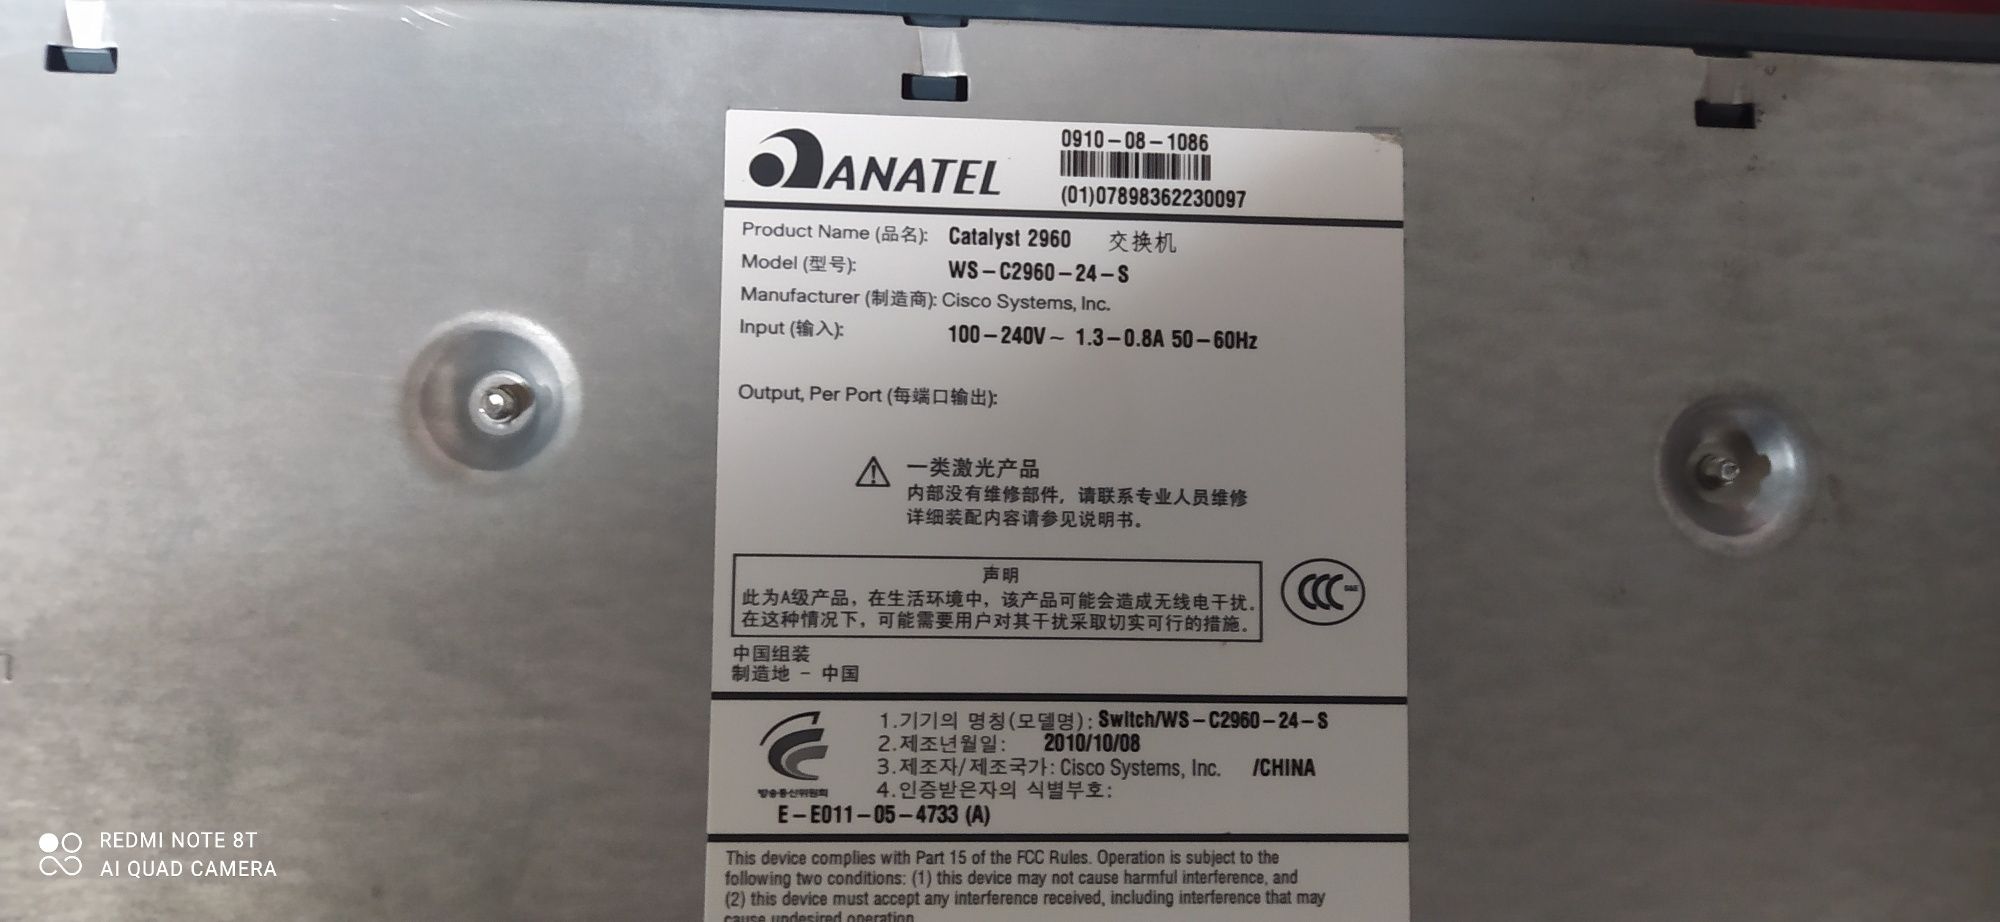 ANATEL
0910-08-1086
(01)07898362230097
Product Name (品名): Catalyst 2960 交换机
Model (型号): WS-C2960-24-S
Manufacturer (制造商): Cisco Systems, Inc.
Input (输入): 100-240V~ 1.3-0.8A 50-60Hz
Output, Per Port (每端口输出):
一类激光产品
内部没有维修部件，请联系专业人员维修
详细装配内容请参见说明书。
声明
此为A级产品，在生活环境中，该产品可能会造成无线电干扰。
在这种情况下，可能需要用户对其干扰采取切实可行的措施。
CCC S&E
中国组装
制造地 - 中国
방송통신위원회
1.기기의 명칭(모델명): Switch/WS-C2960-24-S
2.제조년월일: 2010/10/08
3.제조자/제조국가: Cisco Systems, Inc. /CHINA
4.인증받은자의 식별부호:
E-E011-05-4733 (A)
This device complies with Part 15 of the FCC Rules. Operation is subject to the
following two conditions: (1) this device may not cause harmful interference, and
(2) this device must accept any interference received, including interference that may
cause undesired operation
REDMI NOTE 8T
AI QUAD CAMERA